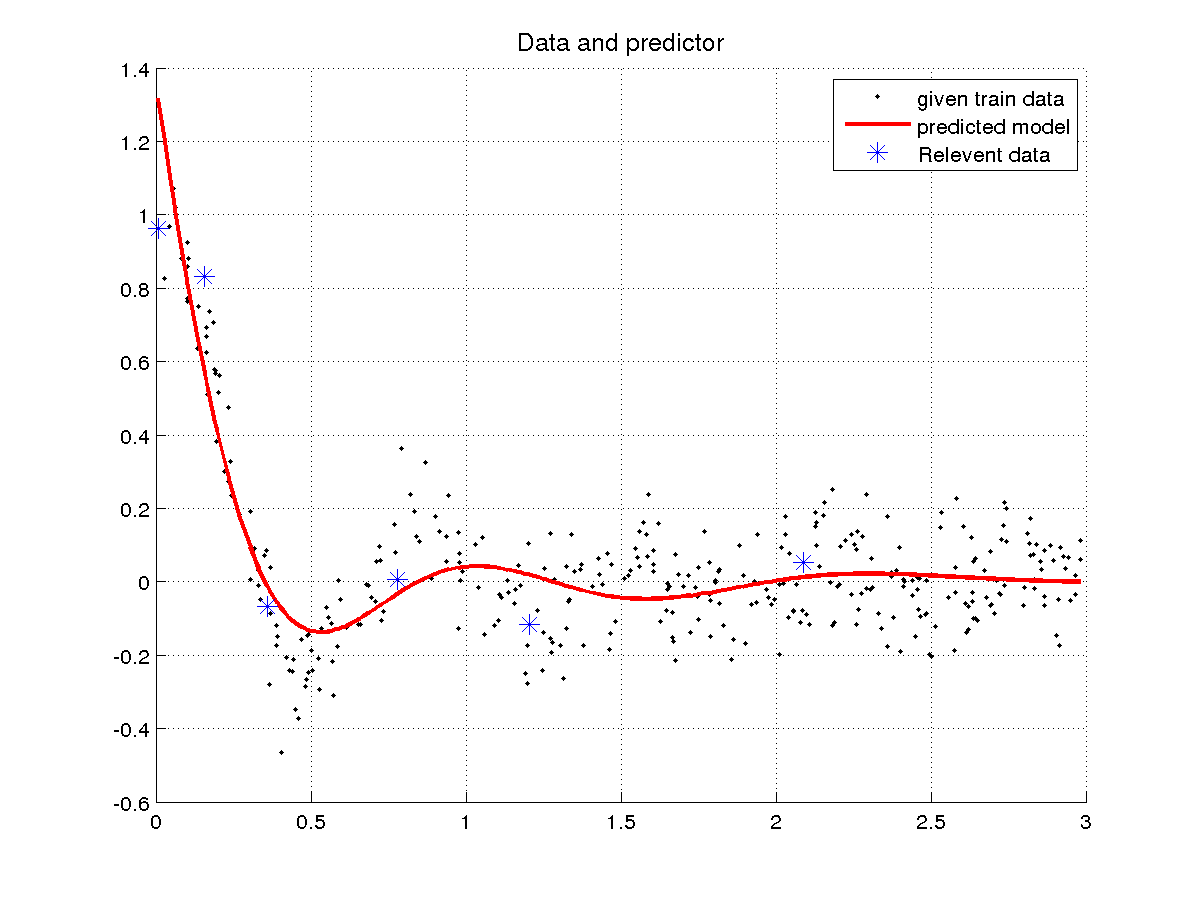 Data and predictor
given train data
predicted model
Relevent data
1.4
1.2
1
0.8
0.6
0.4
0.2
0
-0.2
-0.4
-0.6
0 0.5 1 1.5 2 2.5 3